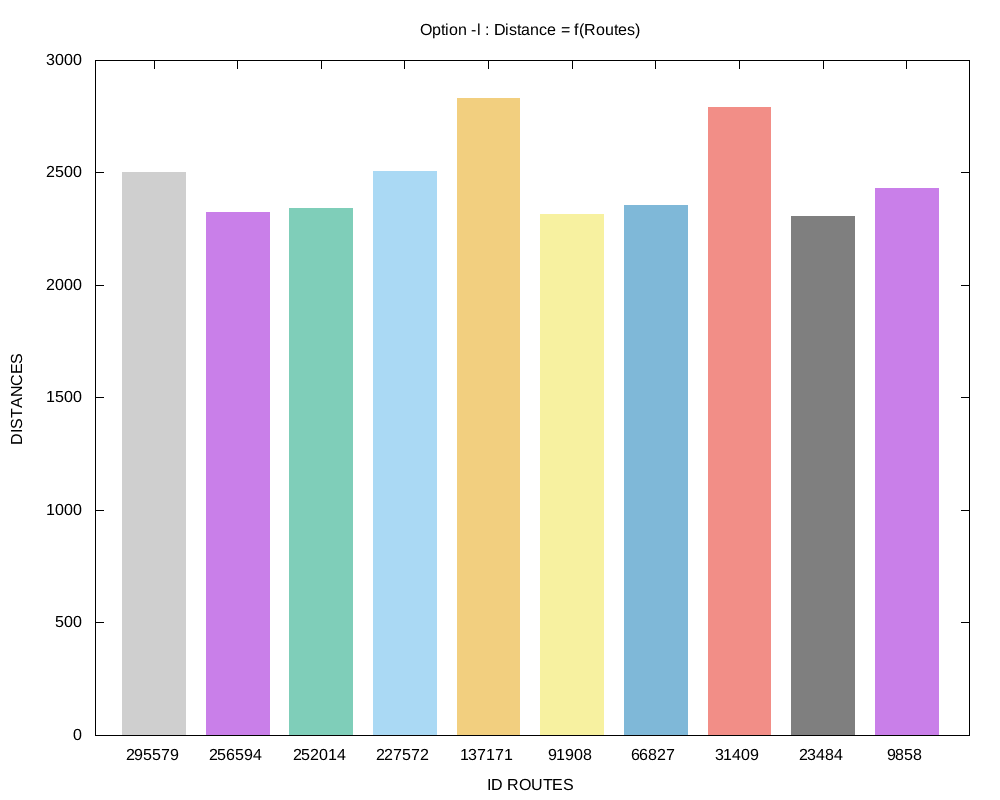 Option -l : Distance = f(Routes)
3000
2500
2000
1500
1000
500
0
DISTANCES
295579 256594 252014 227572 137171 91908 66827 31409 23484 9858
ID ROUTES